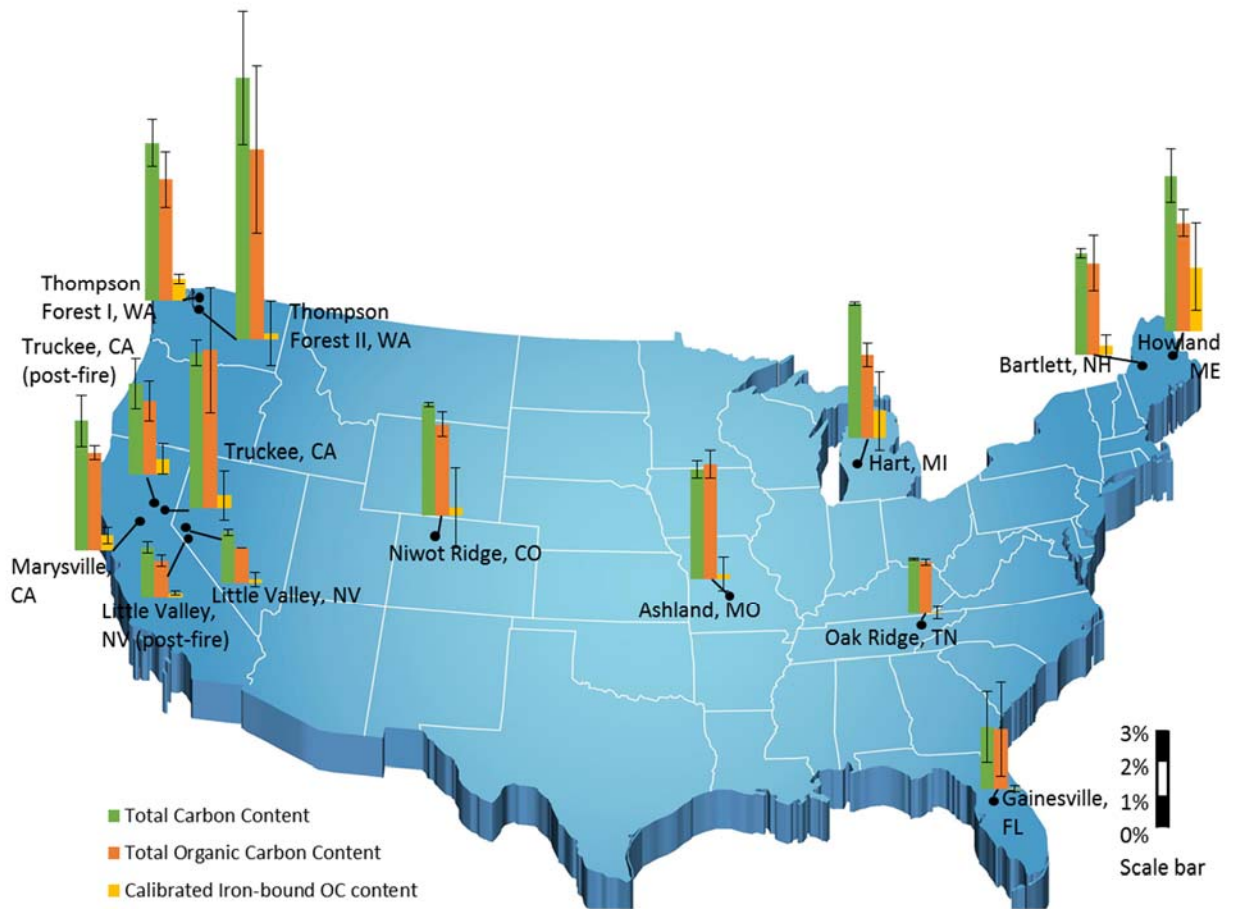 Thompson
Forest I, WA
Thompson
Forest II, WA
Truckee, CA
(post-fire)
Truckee, CA
Marysville,
CA
Little Valley,
NV (post-fire)
Little Valley, NV
Niwot Ridge, CO
Ashland, MO
Hart, MI
Oak Ridge, TN
Bartlett, NH
Howland
ME
Gainesville,
FL
3%
2%
1%
0%
Scale bar
Total Carbon Content
Total Organic Carbon Content
Calibrated Iron-bound OC content